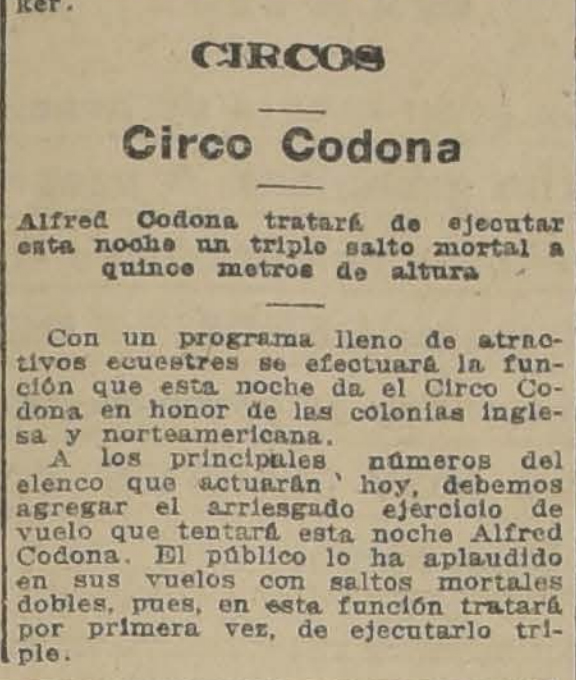 ker.
CIRCOS
Circo Codona
Alfred Codona tratará de ejecutar
esta noche un triple salto mortal a
quince metros de altura
Con un programa lleno de atrac-
tivos ecuestres se efectuará la fun-
ción que esta noche da el Circo Co-
dona en honor de las colonias ingle-
sa y norteamericana.
A los principales números del
elenco que actuarán hoy, debemos
agregar el arriesgado ejercicio de
vuelo que tentará esta noche Alfred
Codona. El público lo ha aplaudido
en sus vuelos con saltos mortales
dobles, pues, en esta función tratará
por primera vez, de ejecutarlo tri-
ple.